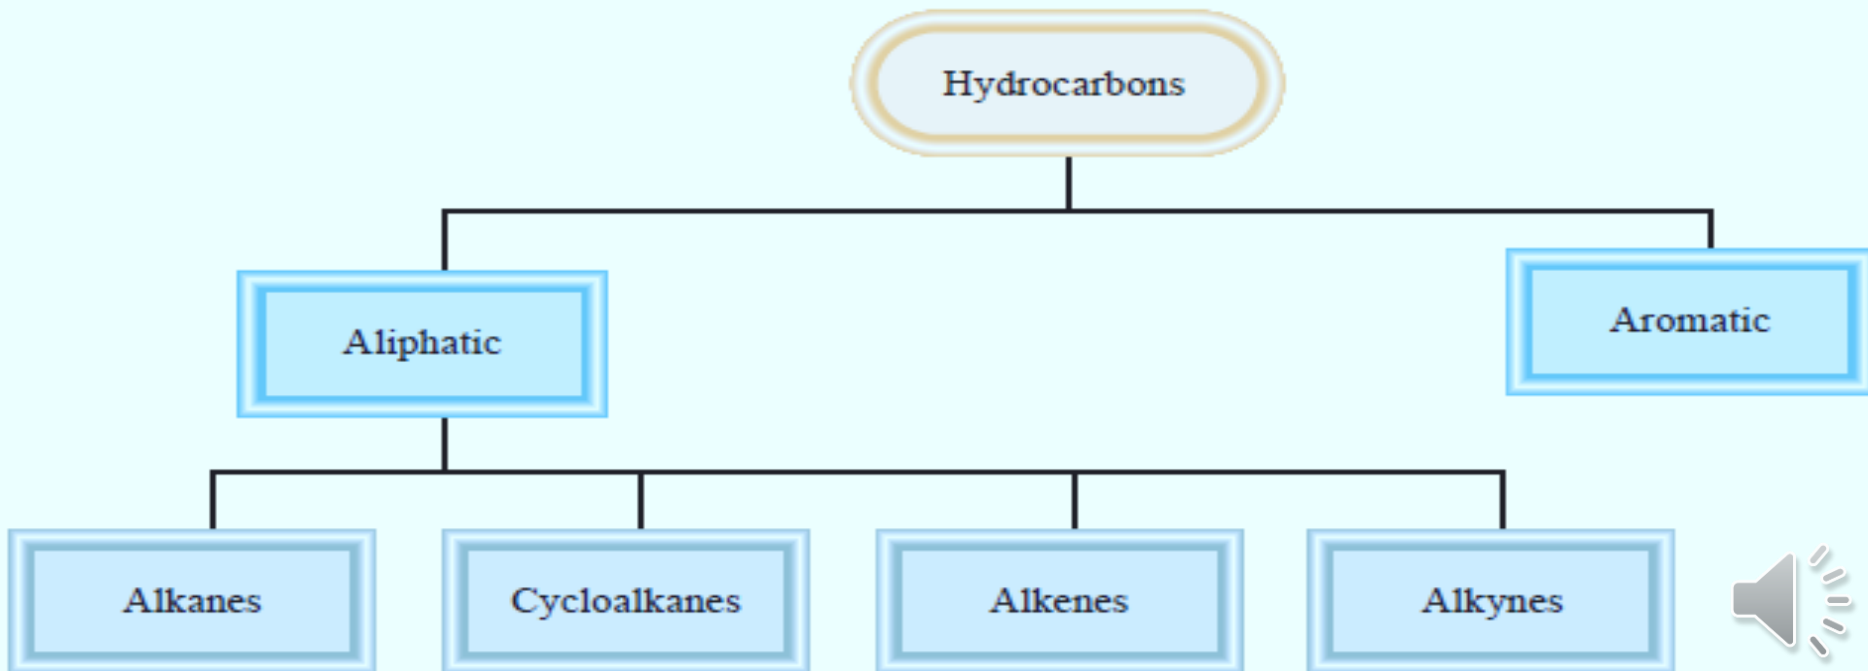 Hydrocarbons
Aliphatic
Aromatic
Alkanes
Cycloalkanes
Alkenes
Alkynes